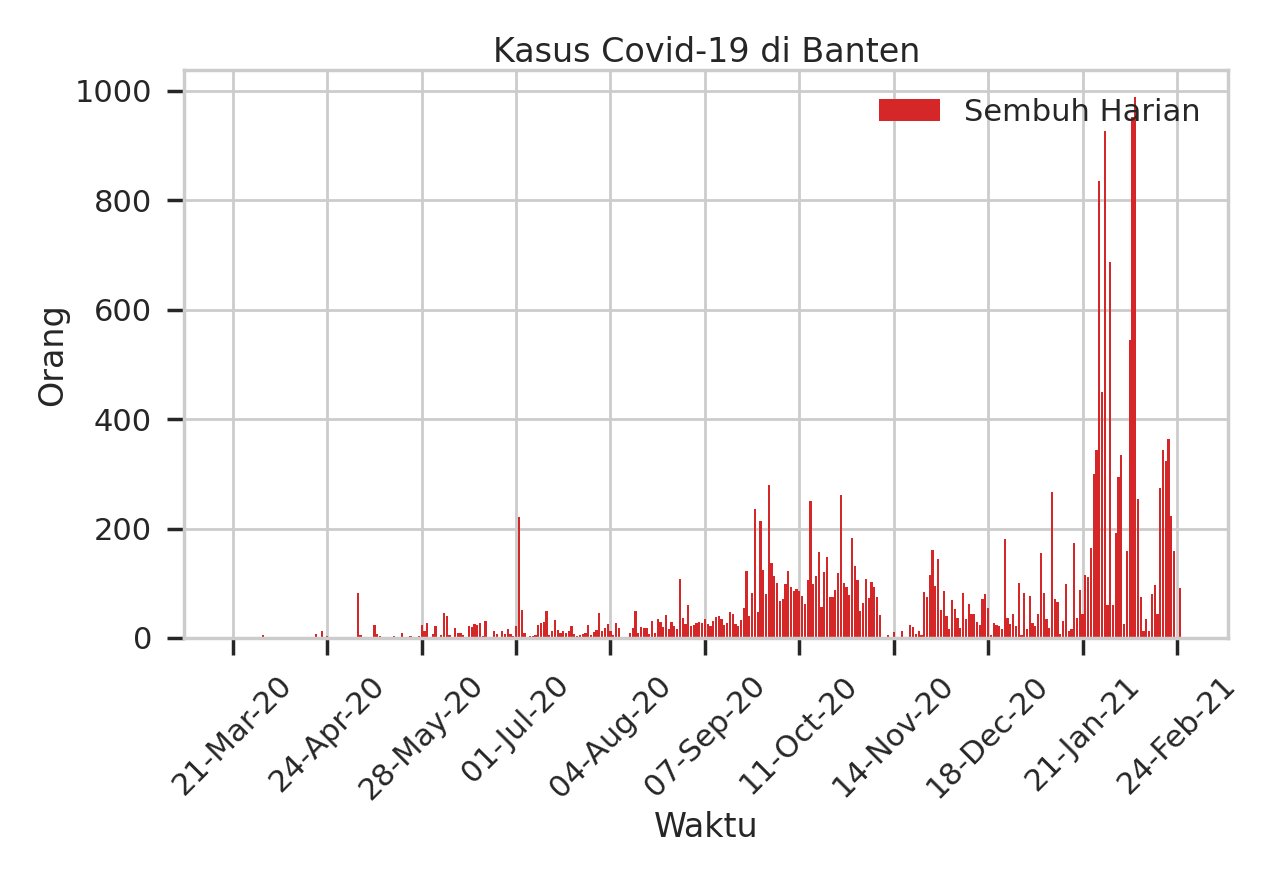 Kasus Covid-19 di Banten
Sembuh Harian
Orang
1000
800
600
400
200
0
21-Mar-20
24-Apr-20
28-May-20
01-Jul-20
04-Aug-20
07-Sep-20
11-Oct-20
14-Nov-20
18-Dec-20
21-Jan-21
24-Feb-21
Waktu